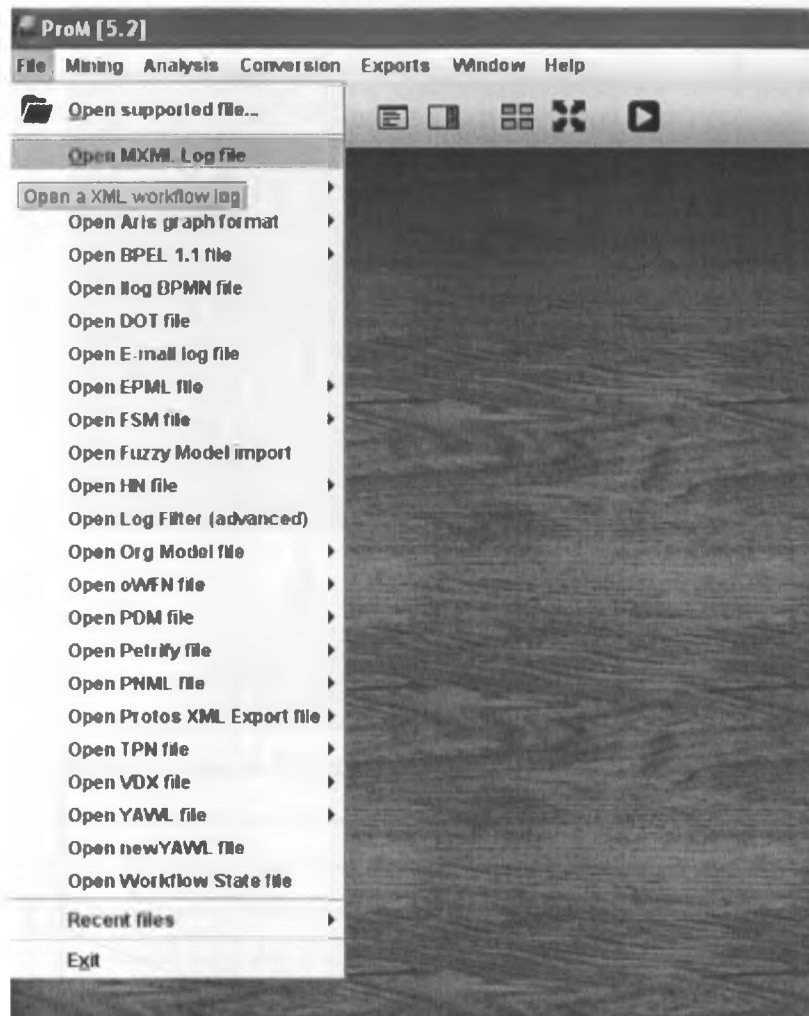 ProM [5.2]
File Mining Analysis Conversion Exports Window Help
Open supported file...
Open MXML Log file
Open a XML workflow log
Open Aris graph format
Open BPEL 1.1 file
Open Ilog BPMN file
Open DOT file
Open E-mail log file
Open EPML file
Open FSM file
Open Fuzzy Model import
Open HN file
Open Log Filter (advanced)
Open Org Model file
Open oWFN file
Open PDM file
Open Petrify file
Open PNML file
Open Protos XML Export file
Open TPN file
Open VDX file
Open YAWL file
Open newYAWL file
Open Workflow State file
Recent files
Exit